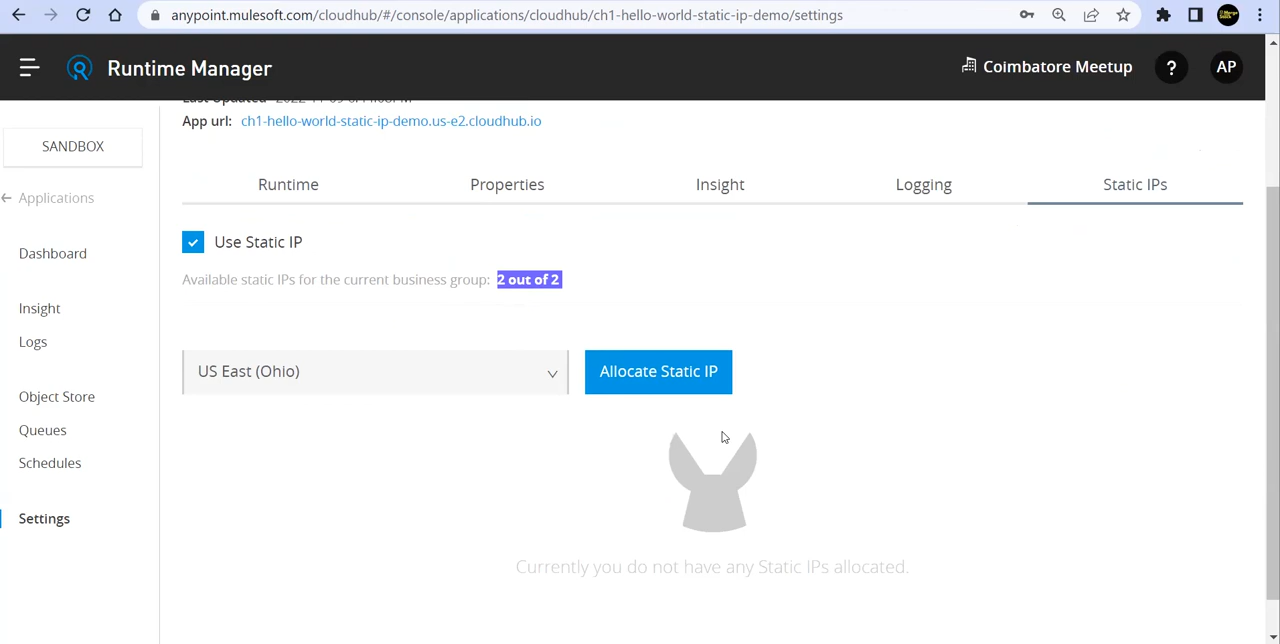 anypoint.mulesoft.com/cloudhub/#/console/applications/cloudhub/ch1-hello-world-static-ip-demo/settings
Runtime Manager
Coimbatore Meetup
?
AP
SANDBOX
Applications
Dashboard
Insight
Logs
Object Store
Queues
Schedules
Settings
Last Updated
App url: ch1-hello-world-static-ip-demo.us-e2.cloudhub.io
Runtime Properties Insight Logging Static IPs
Use Static IP
Available static IPs for the current business group: 2 out of 2
US East (Ohio)
Allocate Static IP
Currently you do not have any Static IPs allocated.